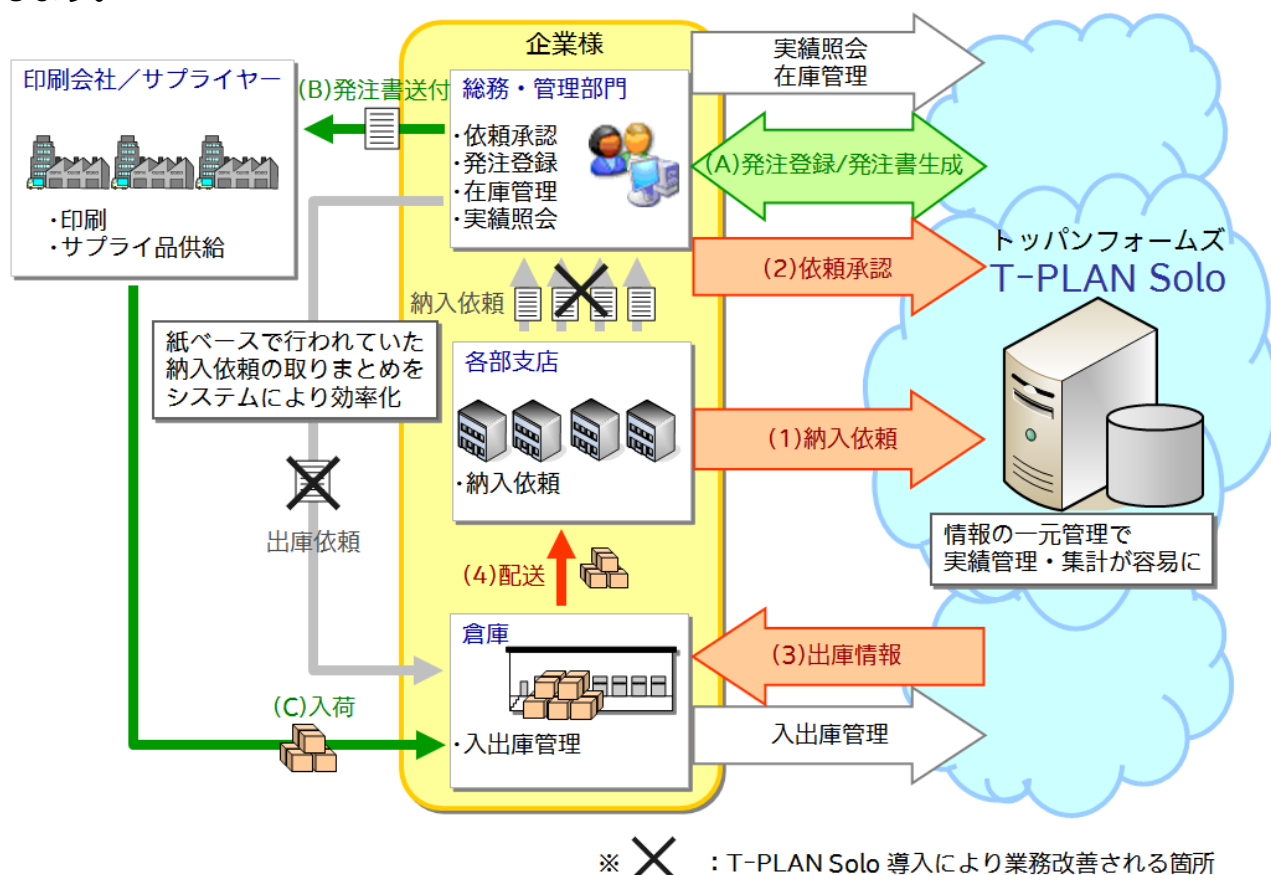 します。
企業様
印刷会社／サプライヤー
・印刷
・サプライ品供給
(B)発注書送付
総務・管理部門
・依頼承認
・発注登録
・在庫管理
・実績照会
実績照会
在庫管理
(A)発注登録/発注書生成
(2)依頼承認
トッパンフォームズ
T-PLAN Solo
納入依頼
紙ベースで行われていた
納入依頼の取りまとめを
システムにより効率化
各部支店
・納入依頼
(1)納入依頼
情報の一元管理で
実績管理・集計が容易に
出庫依頼
(4)配送
倉庫
・入出庫管理
(3)出庫情報
(C)入荷
入出庫管理
※ ：T-PLAN Solo 導入により業務改善される箇所